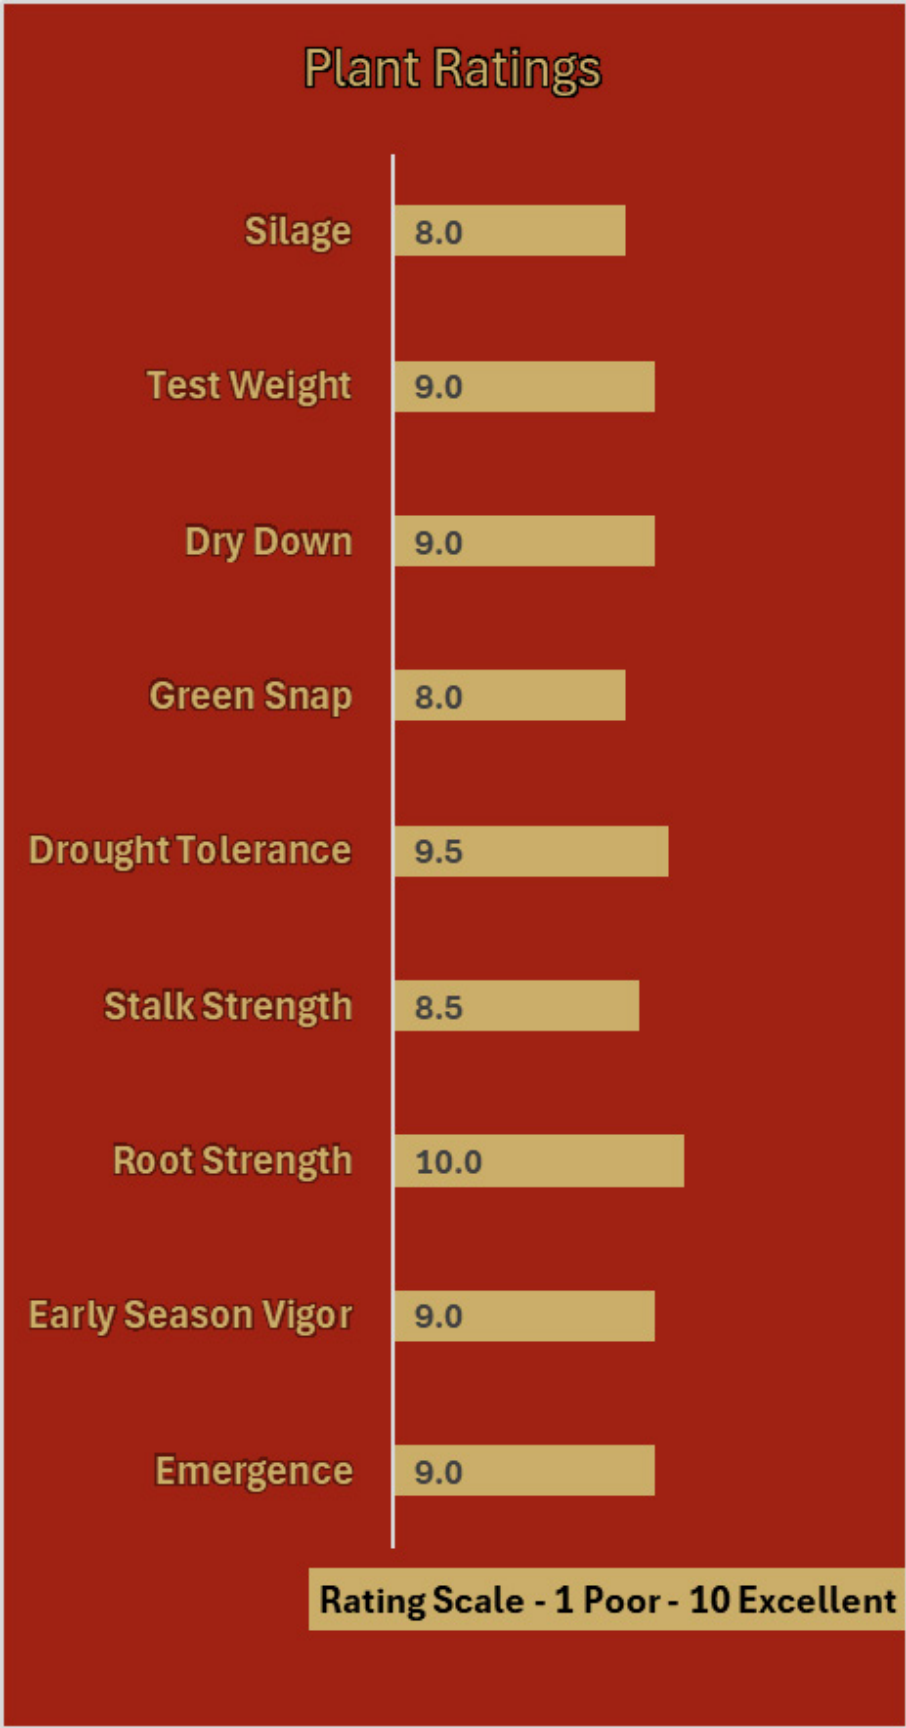 Plant Ratings
Silage 8.0
Test Weight 9.0
Dry Down 9.0
Green Snap 8.0
Drought Tolerance 9.5
Stalk Strength 8.5
Root Strength 10.0
Early Season Vigor 9.0
Emergence 9.0
Rating Scale - 1 Poor - 10 Excellent